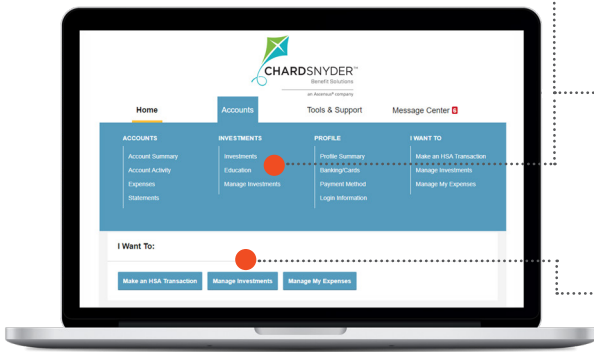 CHARDSNYDER™
Benefit Solutions
an Ascensus® company
Home Accounts Tools & Support Message Center 6
ACCOUNTS INVESTMENTS PROFILE I WANT TO
Account Summary Investments Profile Summary Make an HSA Transaction
Account Activity Education Banking/Cards Manage Investments
Expenses Manage Investments Payment Method Manage My Expenses
Statements Login Information
I Want To:
Make an HSA Transaction Manage Investments Manage My Expenses